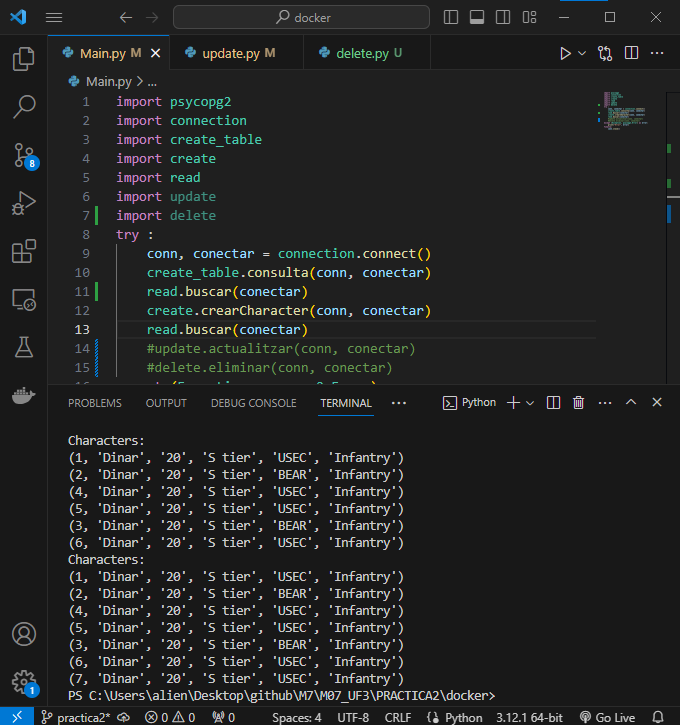 docker
Main.py M
update.py M
delete.py U
Main.py > ...
1 import psycopg2
2 import connection
3 import create_table
4 import create
5 import read
6 import update
7 import delete
8 try :
9 conn, conectar = connection.connect()
10 create_table.consulta(conn, conectar)
11 read.buscar(conectar)
12 create.crearCharacter(conn, conectar)
13 read.buscar(conectar)
14 #update.actualitzar(conn, conectar)
15 #delete.eliminar(conn, conectar)
8
PROBLEMS OUTPUT DEBUG CONSOLE TERMINAL ... Python
Characters:
(1, 'Dinar', '20', 'S tier', 'USEC', 'Infantry')
(2, 'Dinar', '20', 'S tier', 'BEAR', 'Infantry')
(4, 'Dinar', '20', 'S tier', 'USEC', 'Infantry')
(5, 'Dinar', '20', 'S tier', 'USEC', 'Infantry')
(3, 'Dinar', '20', 'S tier', 'BEAR', 'Infantry')
(6, 'Dinar', '20', 'S tier', 'USEC', 'Infantry')
Characters:
(1, 'Dinar', '20', 'S tier', 'USEC', 'Infantry')
(2, 'Dinar', '20', 'S tier', 'BEAR', 'Infantry')
(4, 'Dinar', '20', 'S tier', 'USEC', 'Infantry')
(5, 'Dinar', '20', 'S tier', 'USEC', 'Infantry')
(3, 'Dinar', '20', 'S tier', 'BEAR', 'Infantry')
(6, 'Dinar', '20', 'S tier', 'USEC', 'Infantry')
(7, 'Dinar', '20', 'S tier', 'USEC', 'Infantry')
PS C:\Users\alien\Desktop\github\M7\M07_UF3\PRACTICA2\docker>
1
practica2* 0 0 0 Spaces: 4 UTF-8 CRLF Python 3.12.1 64-bit Go Live